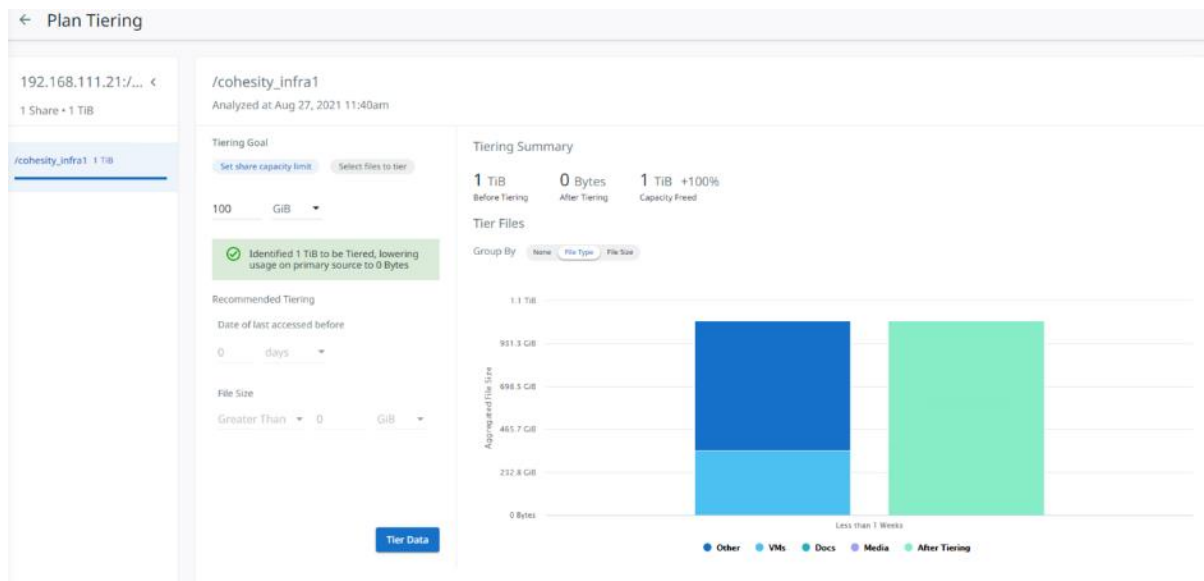 ← Plan Tiering
192.168.111.21:/... <
1 Share • 1 TiB
/cohesity_infra1 1 TiB
/cohesity_infra1
Analyzed at Aug 27, 2021 11:40am
Tiering Goal
Set share capacity limit Select files to tier
100 GiB
Identified 1 TiB to be Tiered, lowering
usage on primary source to 0 Bytes
Recommended Tiering
Date of last accessed before
0 days
File Size
Greater Than 0 GiB
Tier Data
Tiering Summary
1 TiB 0 Bytes 1 TiB +100%
Before Tiering After Tiering Capacity Freed
Tier Files
Group By None File Type File Size
1.1 TiB
931.3 GiB
698.5 GiB
465.7 GiB
232.8 GiB
0 Bytes
Aggregated File Size
Less than 1 Weeks
Other VMs Docs Media After Tiering